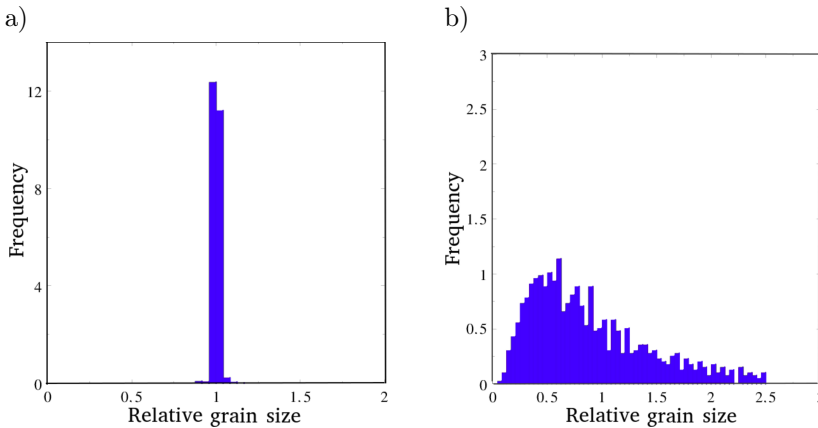 a)
12
8
4
0
Frequency
0 0.5 1 1.5 2
Relative grain size
b)
3
2.5
2
1.5
1
0.5
0
Frequency
0 0.5 1 1.5 2 2.5 3
Relative grain size